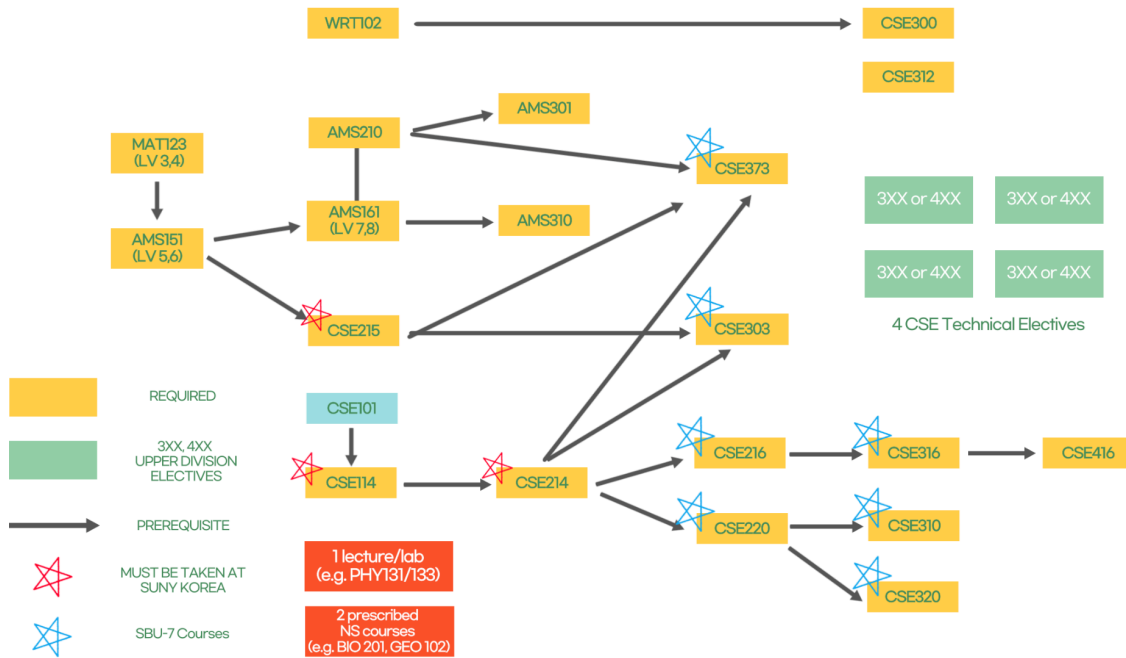 WRT102
CSE300
CSE312
AMS301
AMS210
MAT123
(LV 3,4)
CSE373
3XX or 4XX
3XX or 4XX
AMS161
(LV 7,8)
AMS310
AMS151
(LV 5,6)
3XX or 4XX
3XX or 4XX
CSE215
CSE303
4 CSE Technical Electives
REQUIRED
CSE101
3XX, 4XX
UPPER DIVISION
ELECTIVES
CSE216
CSE316
CSE416
CSE114
CSE214
PREREQUISITE
CSE220
CSE310
1 lecture/lab
(e.g. PHY131/133)
MUST BE TAKEN AT
SUNY KOREA
CSE320
2 prescribed
NS courses
(e.g. BIO 201, GEO 102)
SBU-7 Courses